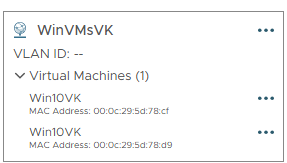 WinVMsVK
VLAN ID: --
Virtual Machines (1)
Win10VK
MAC Address: 00:0c:29:5d:78:cf
Win10VK
MAC Address: 00:0c:29:5d:78:d9